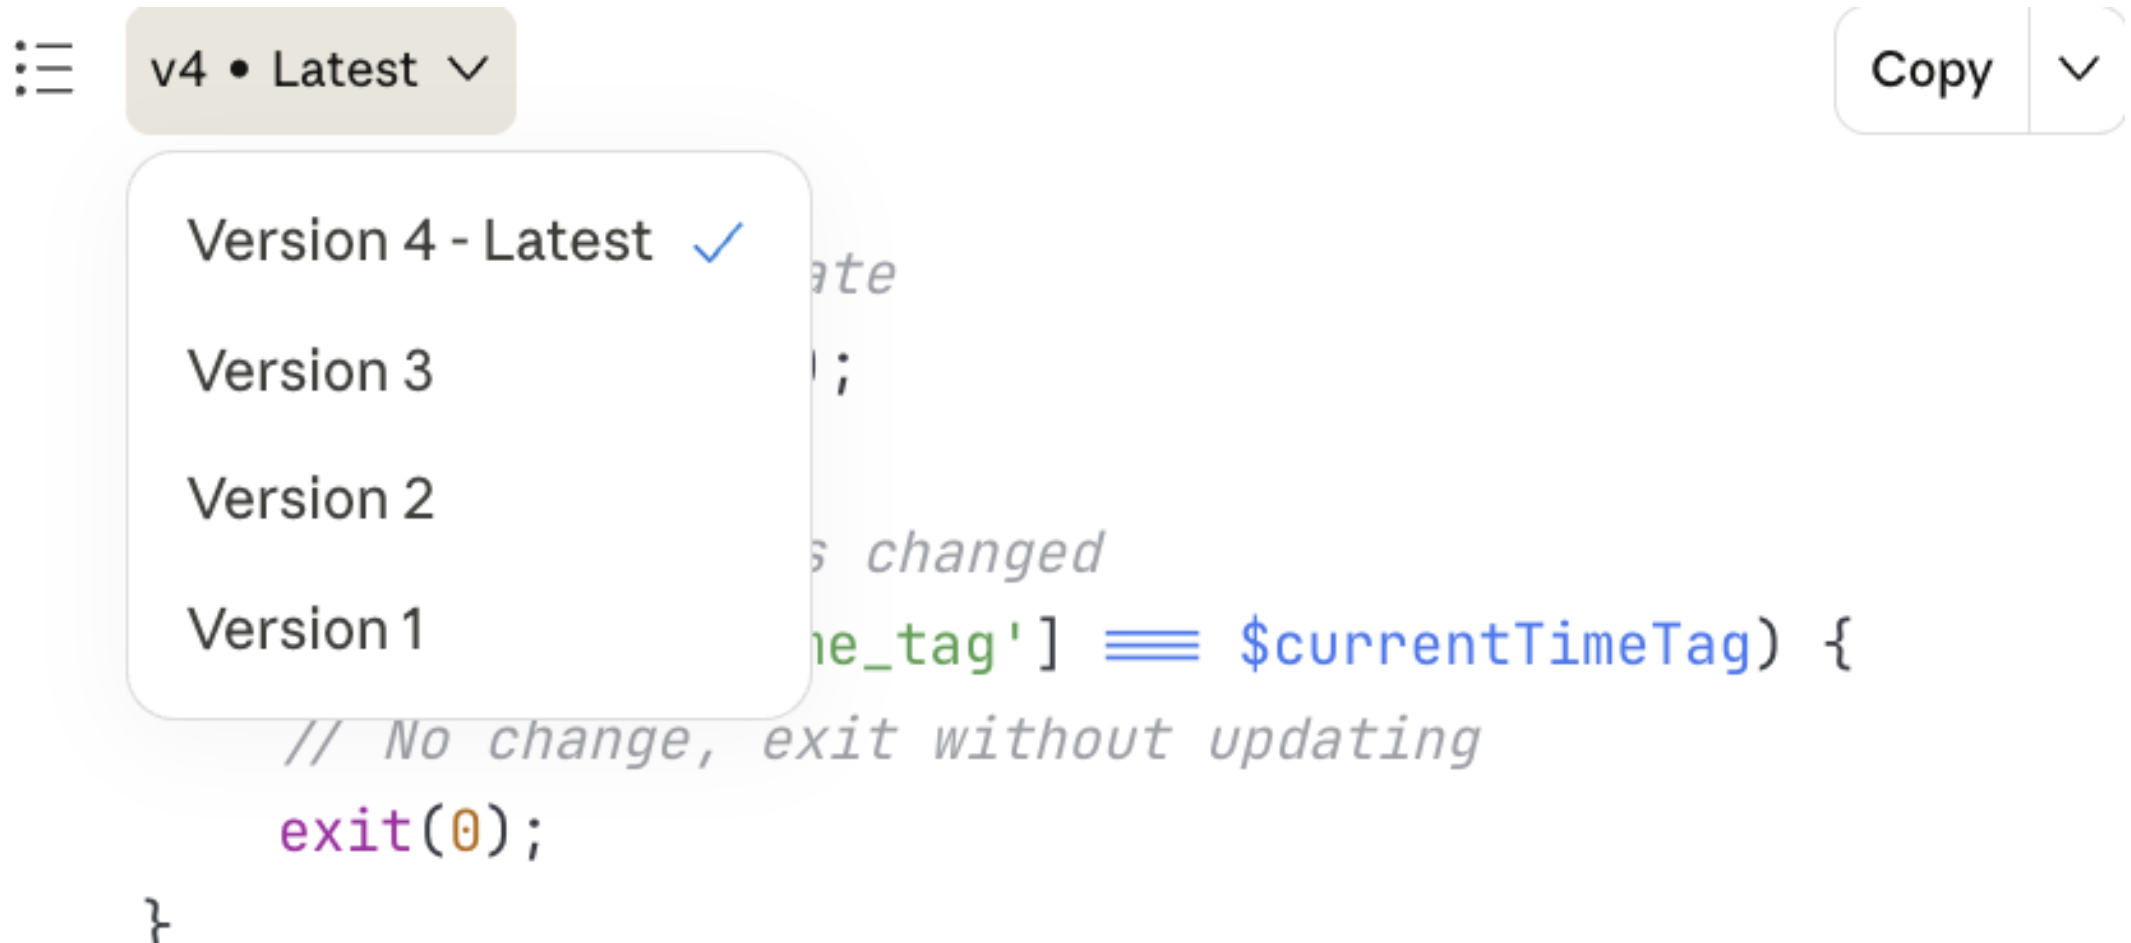 v4 • Latest
Copy
Version 4 - Latest
Version 3
Version 2
Version 1
);
changed
_tag'] === $currentTimeTag) {
// No change, exit without updating
exit(0);
}